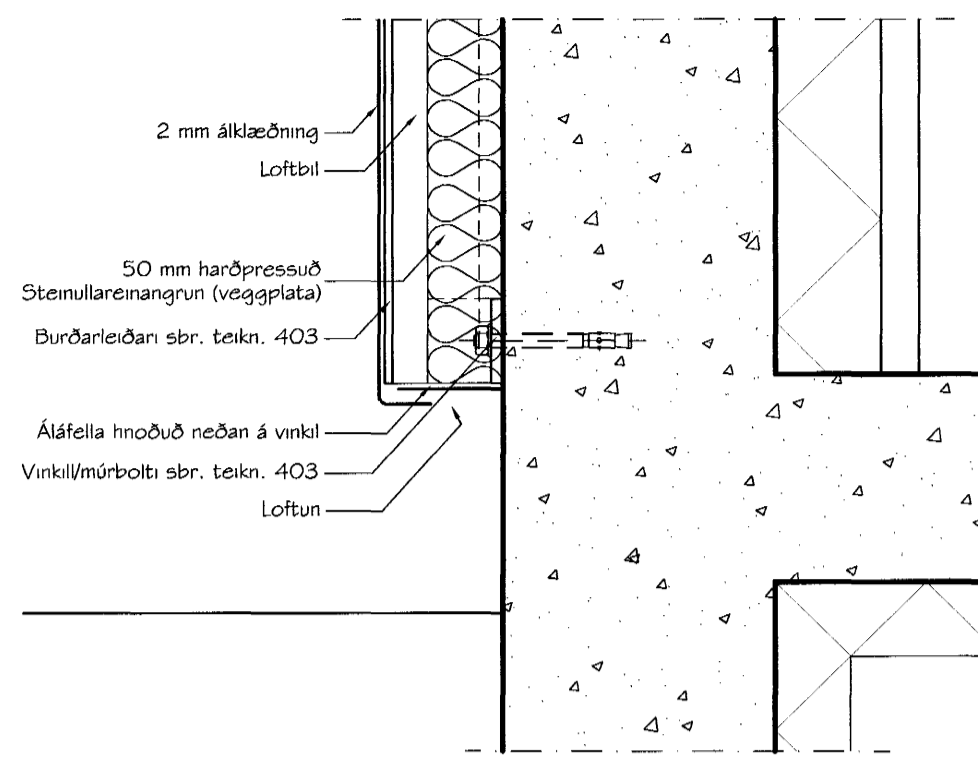 2 mm álklæðning
Loftbil
50 mm harðpressuð
Steinullareinangrun (veggplata)
Burðarleiðari sbr. teikn. 403
Áláfella hnoðuð neðan á vinkil
Vinkill/múrbolti sbr. teikn. 403
Loftun